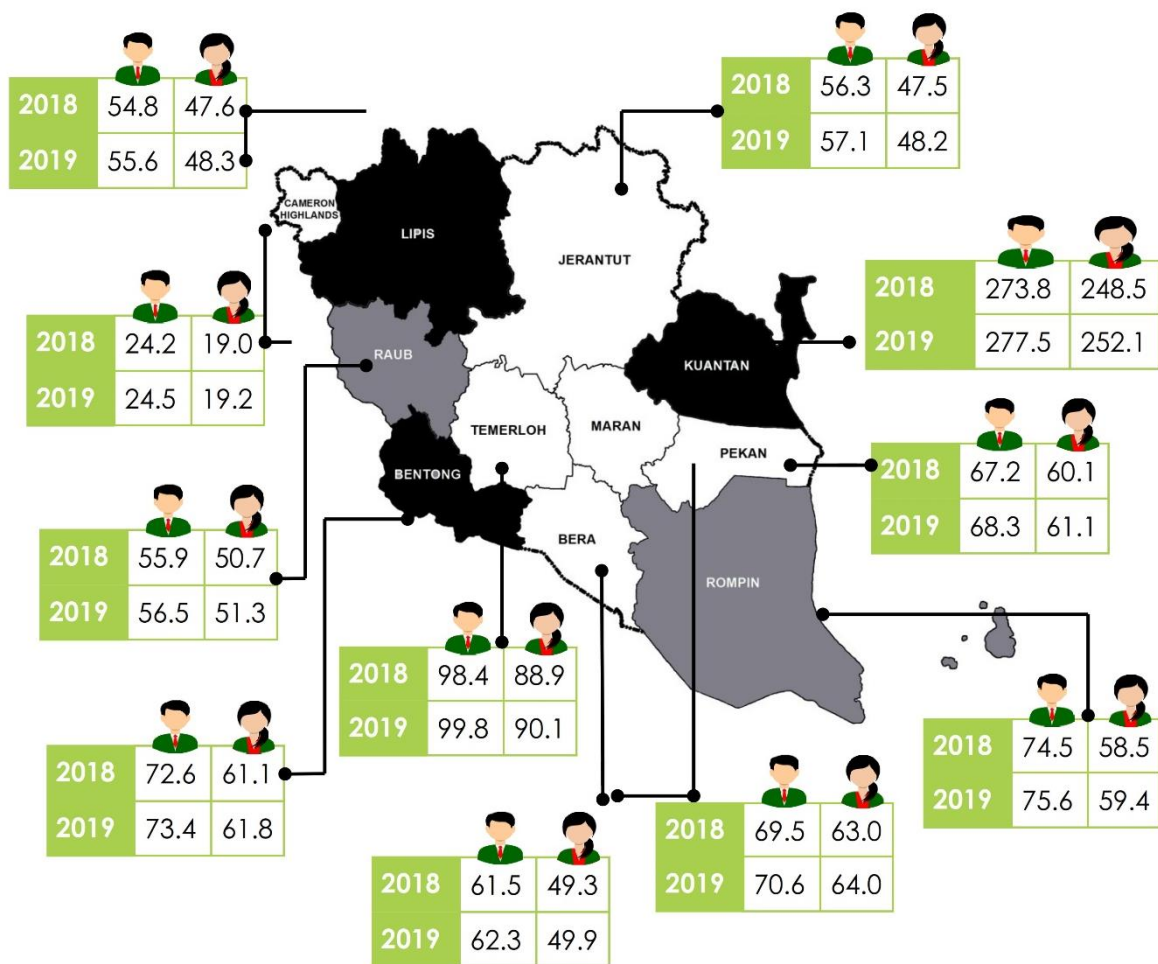 2018 54.8 47.6
2019 55.6 48.3
2018 56.3 47.5
2019 57.1 48.2
CAMERON
HIGHLANDS
LIPIS
JERANTUT
2018 273.8 248.5
2019 277.5 252.1
2018 24.2 19.0
2019 24.5 19.2
RAUB
KUANTAN
TEMERLOH
MARAN
PEKAN
BENTONG
2018 67.2 60.1
2019 68.3 61.1
2018 55.9 50.7
2019 56.5 51.3
BERA
ROMPIN
2018 98.4 88.9
2019 99.8 90.1
2018 72.6 61.1
2019 73.4 61.8
2018 74.5 58.5
2019 75.6 59.4
2018 69.5 63.0
2019 70.6 64.0
2018 61.5 49.3
2019 62.3 49.9